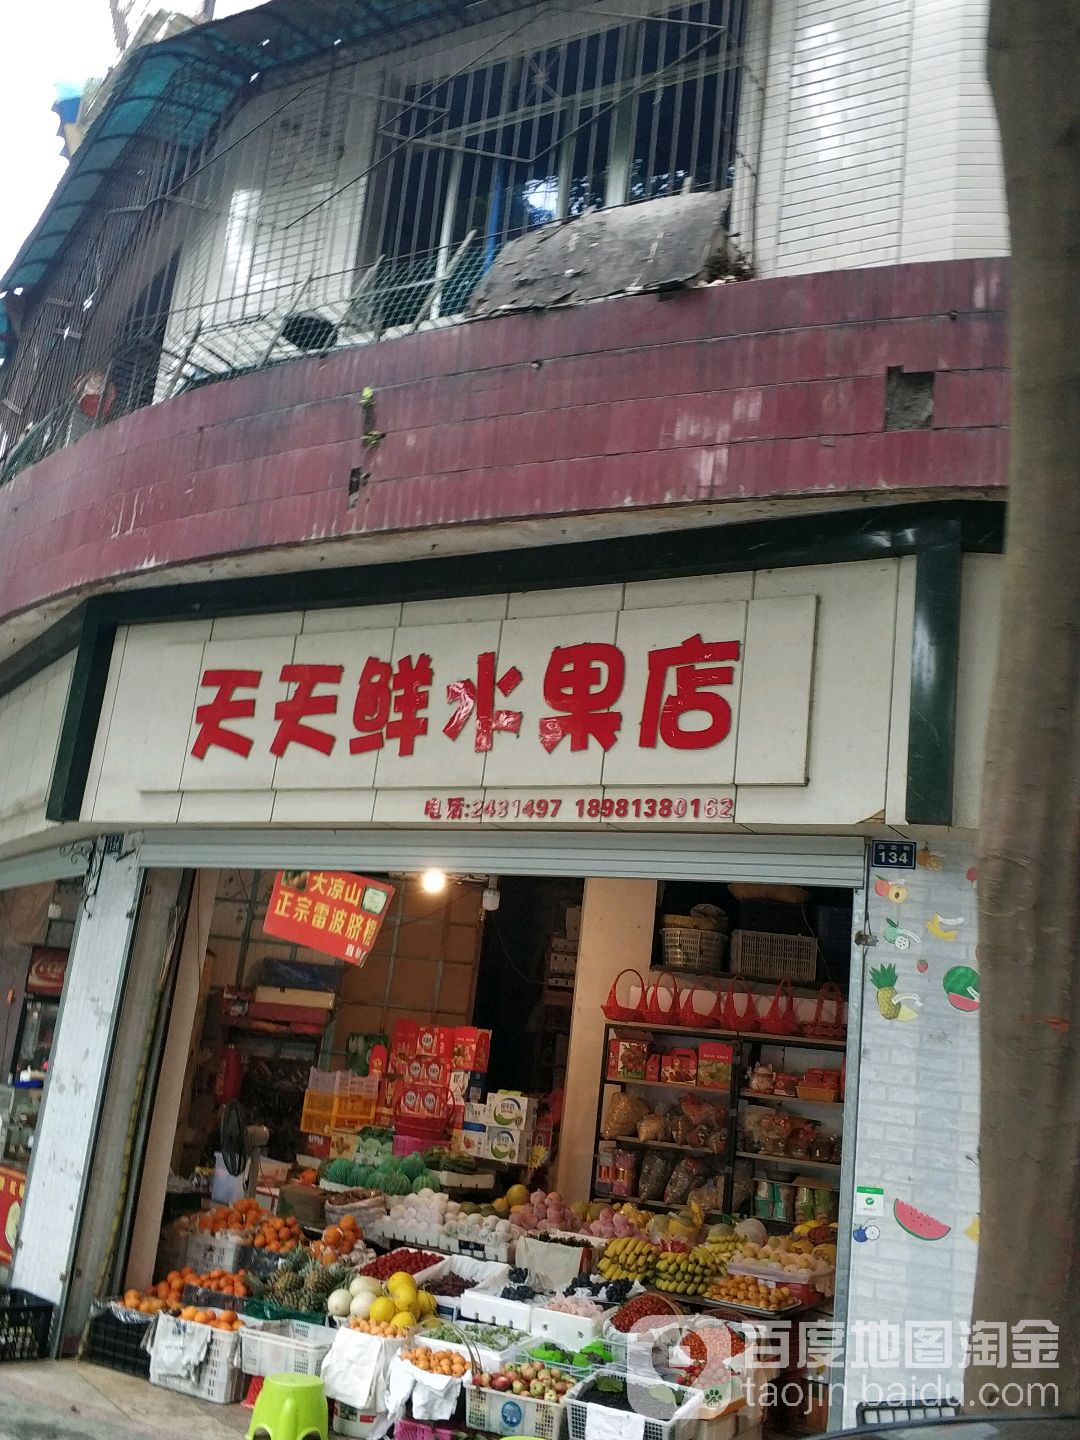 天天鲜水果店
电话:2431497 18981380162
134
大凉山
正宗雷波脐橙
百度地图淘金
taojin.baidu.com